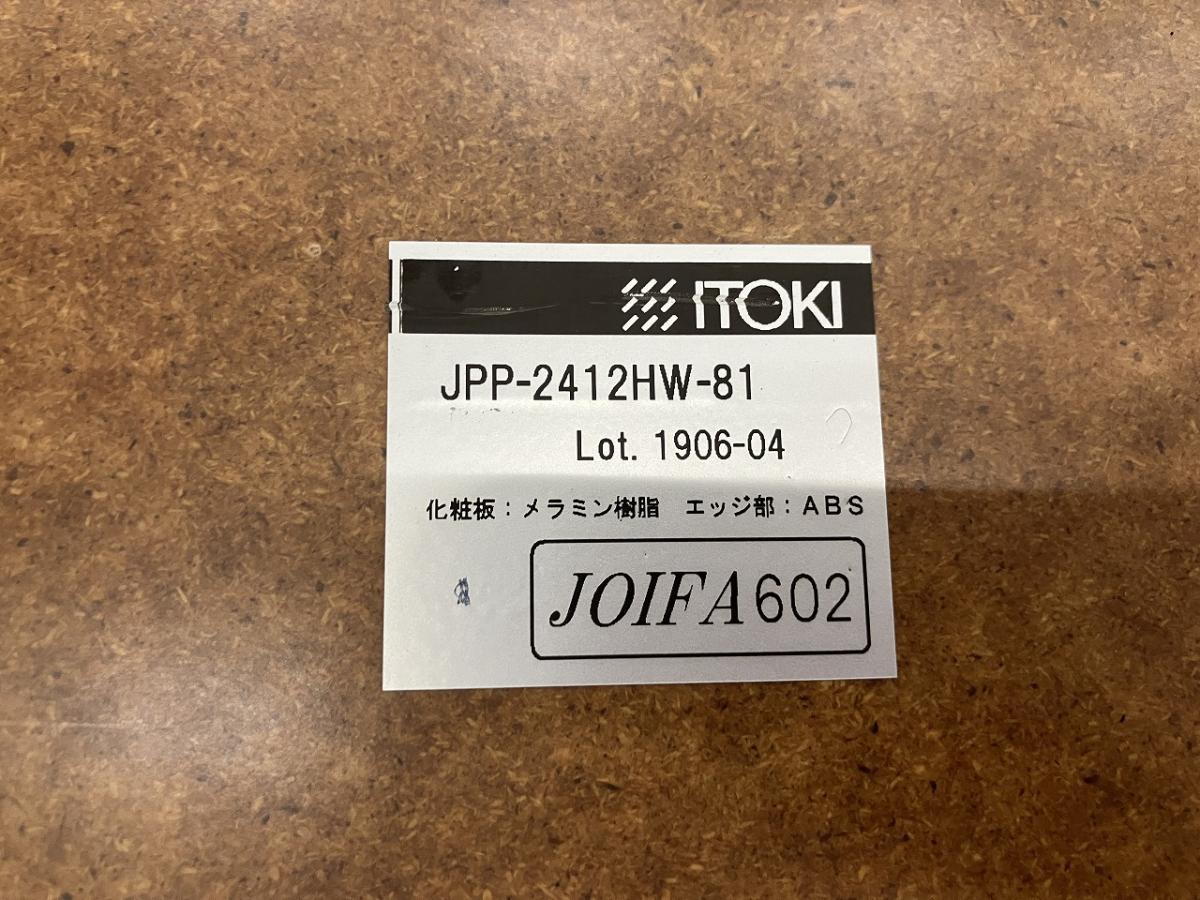 ITOKI
JPP-2412HW-81
Lot. 1906-04
化粧板：メラミン樹脂　エッジ部：ABS
JOIFA602